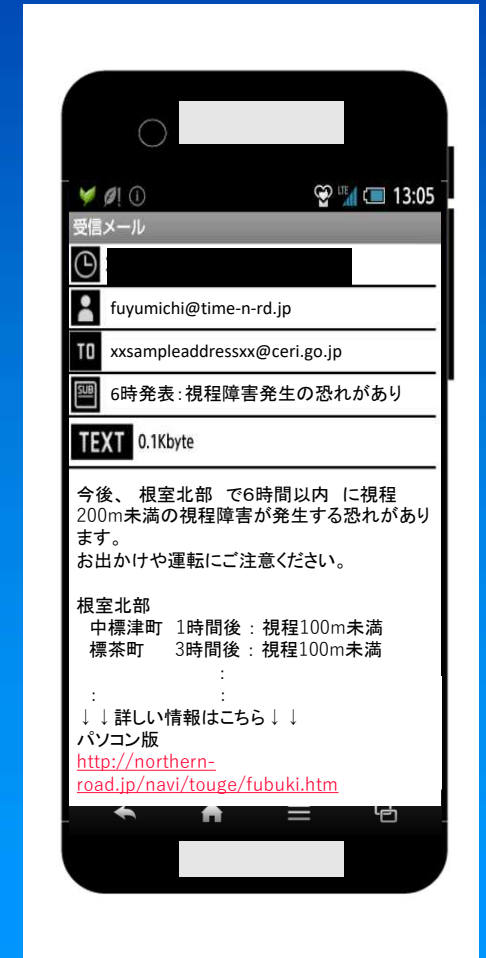 LTE 13:05
受信メール
fuyumichi@time-n-rd.jp
TO xxsampleaddressxx@ceri.go.jp
SUB 6時発表:視程障害発生の恐れがあり
TEXT 0.1Kbyte
今後、 根室北部 で6時間以内 に視程
200m未満の視程障害が発生する恐れがあり
ます。
お出かけや運転にご注意ください。
根室北部
中標津町 1時間後 : 視程100m未満
標茶町 3時間後 : 視程100m未満
:
: :
↓↓詳しい情報はこちら↓↓
パソコン版
http://northern-
road.jp/navi/touge/fubuki.htm